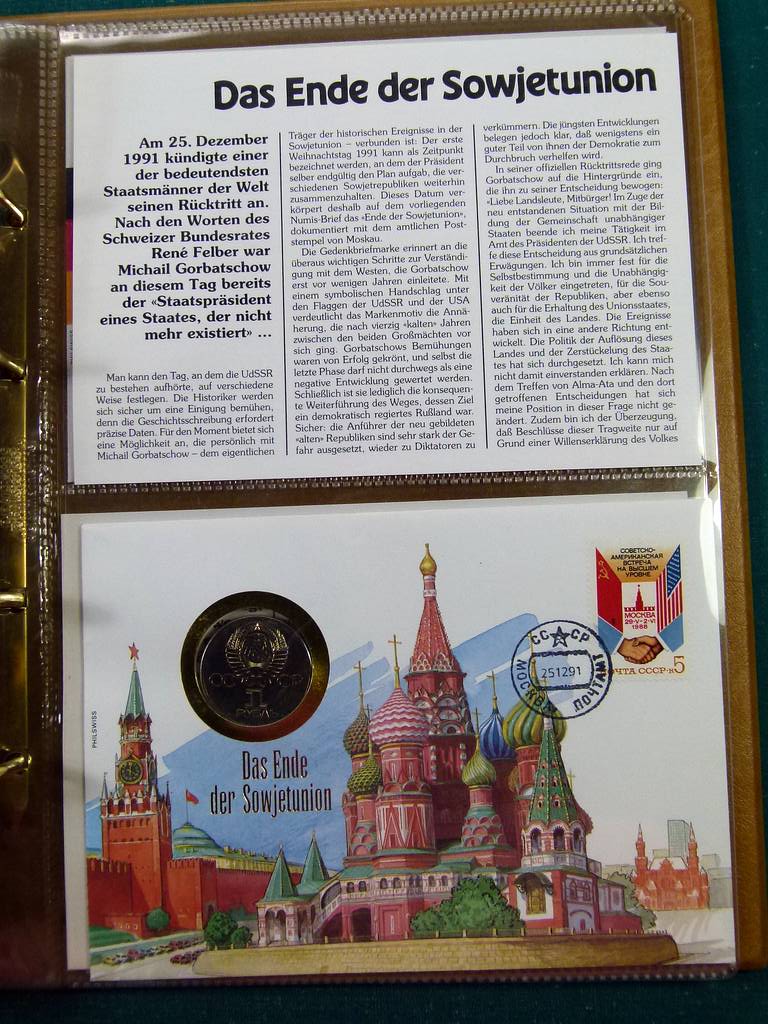 Das Ende der Sowjetunion
Am 25. Dezember
1991 kündigte einer
der bedeutendsten
Staatsmänner der Welt
seinen Rücktritt an.
Nach den Worten des
Schweizer Bundesrates
René Felber war
Michail Gorbatschow
an diesem Tag bereits
der «Staatspräsident
eines Staates, der nicht
mehr existiert» ...
Man kann den Tag, an dem die UdSSR
zu bestehen aufhörte, auf verschiedene
Weise festlegen. Die Historiker werden
sich sicher um eine Einigung bemühen,
denn die Geschichtsschreibung erfordert
präzise Daten. Für den Moment bietet sich
eine Möglichkeit an, die persönlich mit
Michail Gorbatschow – dem eigentlichen
Träger der historischen Ereignisse in der
Sowjetunion – verbunden ist: Der erste
Weihnachtstag 1991 kann als Zeitpunkt
bezeichnet werden, an dem der Präsident
selber endgültig den Plan aufgab, die ver-
schiedenen Sowjetrepubliken weiterhin
zusammenzuhalten. Dieses Datum ver-
körpert deshalb auf dem vorliegenden
Numis-Brief das «Ende der Sowjetunion»,
dokumentiert mit dem amtlichen Post-
stempel von Moskau.
Die Gedenkbriefmarke erinnert an die
überaus wichtigen Schritte zur Verständi-
gung mit dem Westen, die Gorbatschow
erst vor wenigen Jahren einleitete. Mit
einem symbolischen Handschlag unter
den Flaggen der UdSSR und der USA
verdeutlicht das Markenmotiv die Annä-
herung, die nach vierzig «kalten» Jahren
zwischen den beiden Großmächten vor
sich ging. Gorbatschows Bemühungen
waren von Erfolg gekrönt, und selbst die
letzte Phase darf nicht durchwegs als eine
negative Entwicklung gewertet werden.
Schließlich ist sie lediglich die konsequen-
te Weiterführung des Weges, dessen Ziel
ein demokratisch regiertes Rußland war.
Sicher: die Anführer der neu gebildeten
«alten» Republiken sind sehr stark der Ge-
fahr ausgesetzt, wieder zu Diktatoren zu
verkümmern. Die jüngsten Entwicklungen
belegen jedoch klar, daß wenigstens ein
guter Teil von ihnen der Demokratie zum
Durchbruch verhelfen wird.
In seiner offiziellen Rücktrittsrede ging
Gorbatschow auf die Hintergründe ein,
die ihn zu seiner Entscheidung bewogen:
«Liebe Landsleute, Mitbürger! Im Zuge der
neu entstandenen Situation mit der Bil-
dung der Gemeinschaft unabhängiger
Staaten beende ich meine Tätigkeit im
Amt des Präsidenten der UdSSR. Ich tref-
fe diese Entscheidung aus grundsätzlichen
Erwägungen. Ich bin immer fest für die
Selbstbestimmung und die Unabhängig-
keit der Völker eingetreten, für die Sou-
veränität der Republiken, aber ebenso
auch für die Erhaltung des Unionsstaates,
die Einheit des Landes. Die Ereignisse
haben sich in eine andere Richtung ent-
wickelt. Die Politik der Auflösung dieses
Landes und der Zerstückelung des Staa-
tes hat sich durchgesetzt. Ich kann mich
nicht damit einverstanden erklären. Nach
dem Treffen von Alma-Ata und den dort
getroffenen Entscheidungen hat sich
meine Position in dieser Frage nicht ge-
ändert. Zudem bin ich der Überzeugung,
daß Beschlüsse dieser Tragweite nur auf
Grund einer Willenserklärung des Volkes
СОВЕТСКО-
АМЕРИКАНСКАЯ
ВСТРЕЧА
НА ВЫСШЕМ
УРОВНЕ
МОСКВА
29-V-2-VI
1988
ПОЧТА СССР·К5
СССР
251291
МОСКВА
ПОЧТАМТ
СССР СССР
1
РУБЛЬ
PHILSWISS
Das Ende
der Sowjetunion